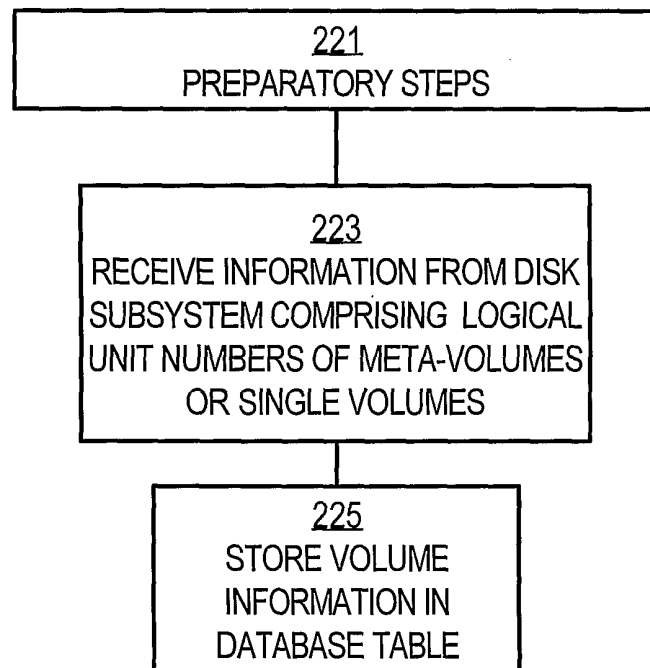 221
PREPARATORY STEPS
223
RECEIVE INFORMATION FROM DISK
SUBSYSTEM COMPRISING LOGICAL
UNIT NUMBERS OF META-VOLUMES
OR SINGLE VOLUMES
225
STORE VOLUME
INFORMATION IN
DATABASE TABLE